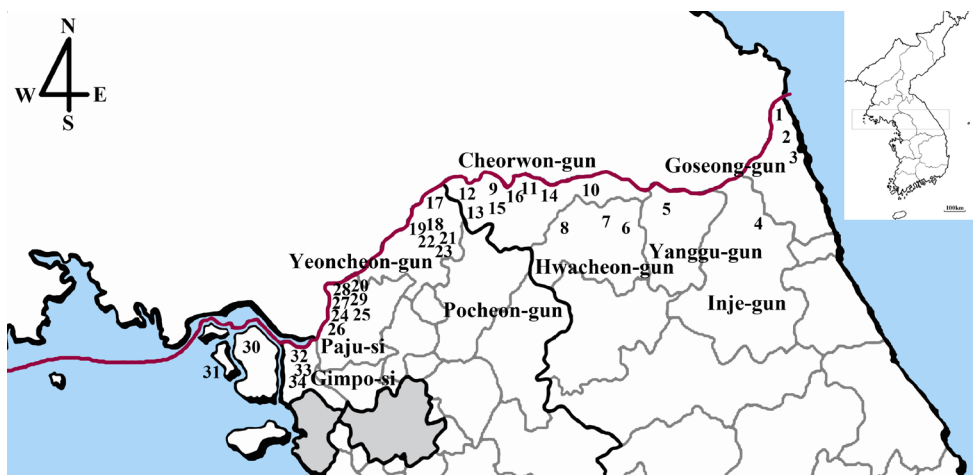 N
W E
S
Cheorwon-gun
Goseong-gun
1
2
3
12 9 11 14 10
16
13 15
17
5
4
19 18
22 21
23
8 7 6
Yeoncheon-gun
Hwacheon-gun
Yanggu-gun
28 20
27 29
24 25
26
Pocheon-gun
Inje-gun
Paju-si
30
31
32
33
34
Gimpo-si
100km